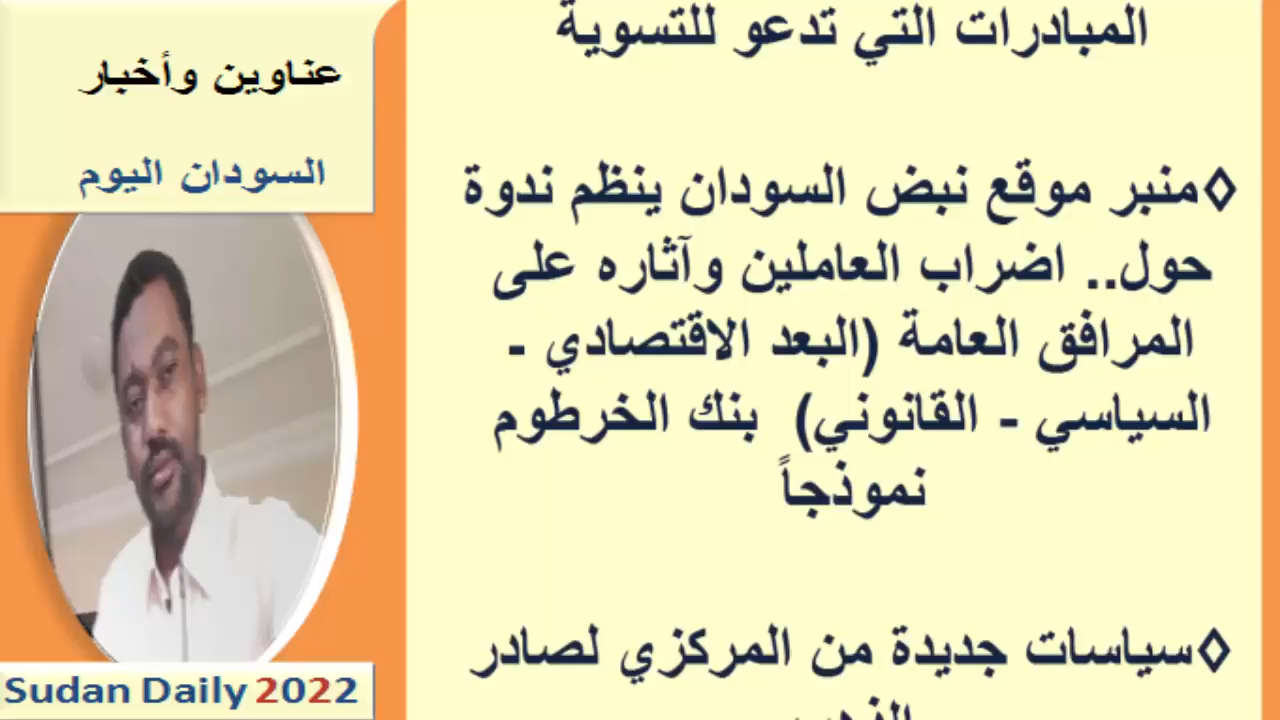 عناوين وأخبار
السودان اليوم
Sudan Daily 2022
المبادرات التي تدعو للتسوية
◊منبر موقع نبض السودان ينظم ندوة
حول.. اضراب العاملين وآثاره على
المرافق العامة (البعد الاقتصادي -
السياسي - القانوني) بنك الخرطوم
نموذجاً
◊سياسات جديدة من المركزي لصادر